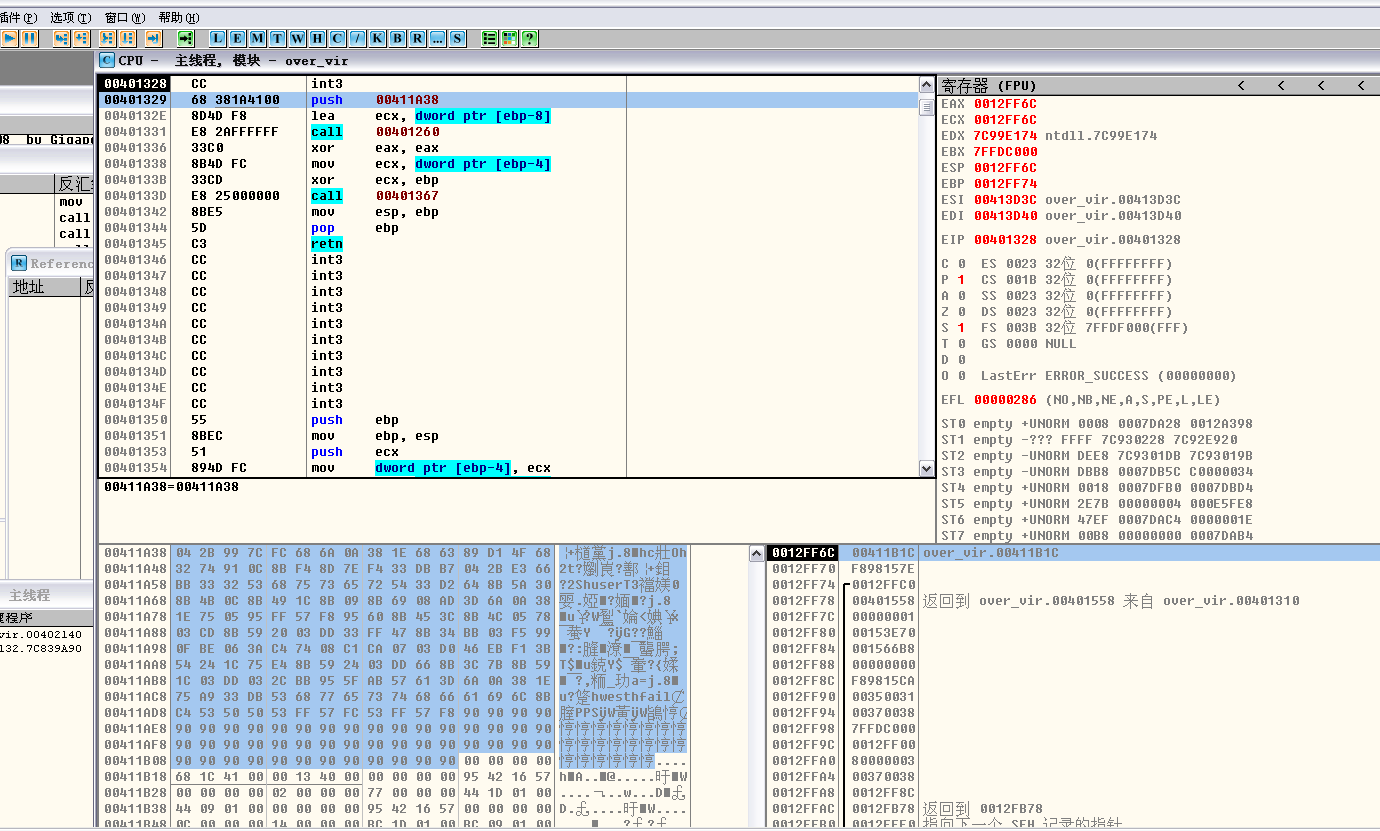 插件(P) 选项(T) 窗口(W) 帮助(H)
L E M T W H C / K B R ... S
C CPU - 主线程, 模块 - over_vir
00401328 CC int3
00401329 68 381A4100 push 00411A38
0040132E 8D4D F8 lea ecx, dword ptr [ebp-8]
00401331 E8 2AFFFFFF call 00401260
00401336 33C0 xor eax, eax
00401338 8B4D FC mov ecx, dword ptr [ebp-4]
0040133B 33CD xor ecx, ebp
0040133D E8 25000000 call 00401367
00401342 8BE5 mov esp, ebp
00401344 5D pop ebp
00401345 C3 retn
00401346 CC int3
00401347 CC int3
00401348 CC int3
00401349 CC int3
0040134A CC int3
0040134B CC int3
0040134C CC int3
0040134D CC int3
0040134E CC int3
0040134F CC int3
00401350 55 push ebp
00401351 8BEC mov ebp, esp
00401353 51 push ecx
00401354 894D FC mov dword ptr [ebp-4], ecx
00411A38=00411A38
寄存器 (FPU) < < < <
EAX 0012FF6C
ECX 0012FF6C
EDX 7C99E174 ntdll.7C99E174
EBX 7FFDC000
ESP 0012FF6C
EBP 0012FF74
ESI 00413D3C over_vir.00413D3C
EDI 00413D40 over_vir.00413D40
EIP 00401328 over_vir.00401328
C 0 ES 0023 32位 0(FFFFFFFF)
P 1 CS 001B 32位 0(FFFFFFFF)
A 0 SS 0023 32位 0(FFFFFFFF)
Z 0 DS 0023 32位 0(FFFFFFFF)
S 1 FS 003B 32位 7FFDF000(FFF)
T 0 GS 0000 NULL
D 0
O 0 LastErr ERROR_SUCCESS (00000000)
EFL 00000286 (NO,NB,NE,A,S,PE,L,LE)
ST0 empty +UNORM 0008 0007DA28 0012A398
ST1 empty -??? FFFF 7C930228 7C92E920
ST2 empty -UNORM DEE8 7C9301DB 7C93019B
ST3 empty -UNORM DBB8 0007DB5C C0000034
ST4 empty +UNORM 0018 0007DFB0 0007DBD4
ST5 empty +UNORM 2E7B 00000004 000E5FE8
ST6 empty +UNORM 47EF 0007DAC4 0000001E
ST7 empty +UNORM 00B8 00000000 0007DAB4
反汇
mov
call
call
R Referenc
地址 反
主线程
程序
vir.00402140
132.7C839A90
00411A38 04 2B 99 7C FC 68 6A 0A 38 1E 68 63 89 D1 4F 68
00411A48 32 74 91 0C 8B F4 8D 7E F4 33 DB B7 04 2B E3 66
00411A58 BB 33 32 53 68 75 73 65 72 54 33 D2 64 8B 5A 30
00411A68 8B 4B 0C 8B 49 1C 8B 09 8B 69 08 AD 3D 6A 0A 38
00411A78 1E 75 05 95 FF 57 F8 95 60 8B 45 3C 8B 4C 05 78
00411A88 03 CD 8B 59 20 03 DD 33 FF 47 8B 34 BB 03 F5 99
00411A98 0F BE 06 3A C4 74 08 C1 CA 07 03 D0 46 EB F1 3B
00411AA8 54 24 1C 75 E4 8B 59 24 03 DD 66 8B 3C 7B 8B 59
00411AB8 1C 03 DD 03 2C BB 95 5F AB 57 61 3D 6A 0A 38 1E
00411AC8 75 A9 33 DB 53 68 77 65 73 74 68 66 61 69 6C 8B
00411AD8 C4 53 50 50 53 FF 57 FC 53 FF 57 F8 90 90 90 90
00411AE8 90 90 90 90 90 90 90 90 90 90 90 90 90 90 90 90
00411AF8 90 90 90 90 90 90 90 90 90 90 90 90 90 90 90 90
00411B08 90 90 90 90 90 90 90 90 90 90 90 90 00 00 00 00
00411B18 68 1C 41 00 00 13 40 00 00 00 00 00 95 42 16 57
00411B28 00 00 00 00 02 00 00 00 77 00 00 00 44 1D 01 00
00411B38 44 09 01 00 00 00 00 00 95 42 16 57 00 00 00 00
00411B48 0C 00 00 00 14 00 00 00 BC 1D 01 00 BC 09 01 00
0012FF6C 00411B1C over_vir.00411B1C
0012FF70 F898157E
0012FF74 0012FFC0
0012FF78 00401558 返回到 over_vir.00401558 来自 over_vir.00401310
0012FF7C 00000001
0012FF80 00153E70
0012FF84 001566B8
0012FF88 00000000
0012FF8C F89815CA
0012FF90 00350031
0012FF94 00370038
0012FF98 7FFDC000
0012FF9C 0012FF00
0012FFA0 80000003
0012FFA4 00370038
0012FFA8 0012FF8C
0012FFAC 0012FB78 返回到 0012FB78
0012FFB0 0012FFE0 指向下一个 SEH 记录的指针